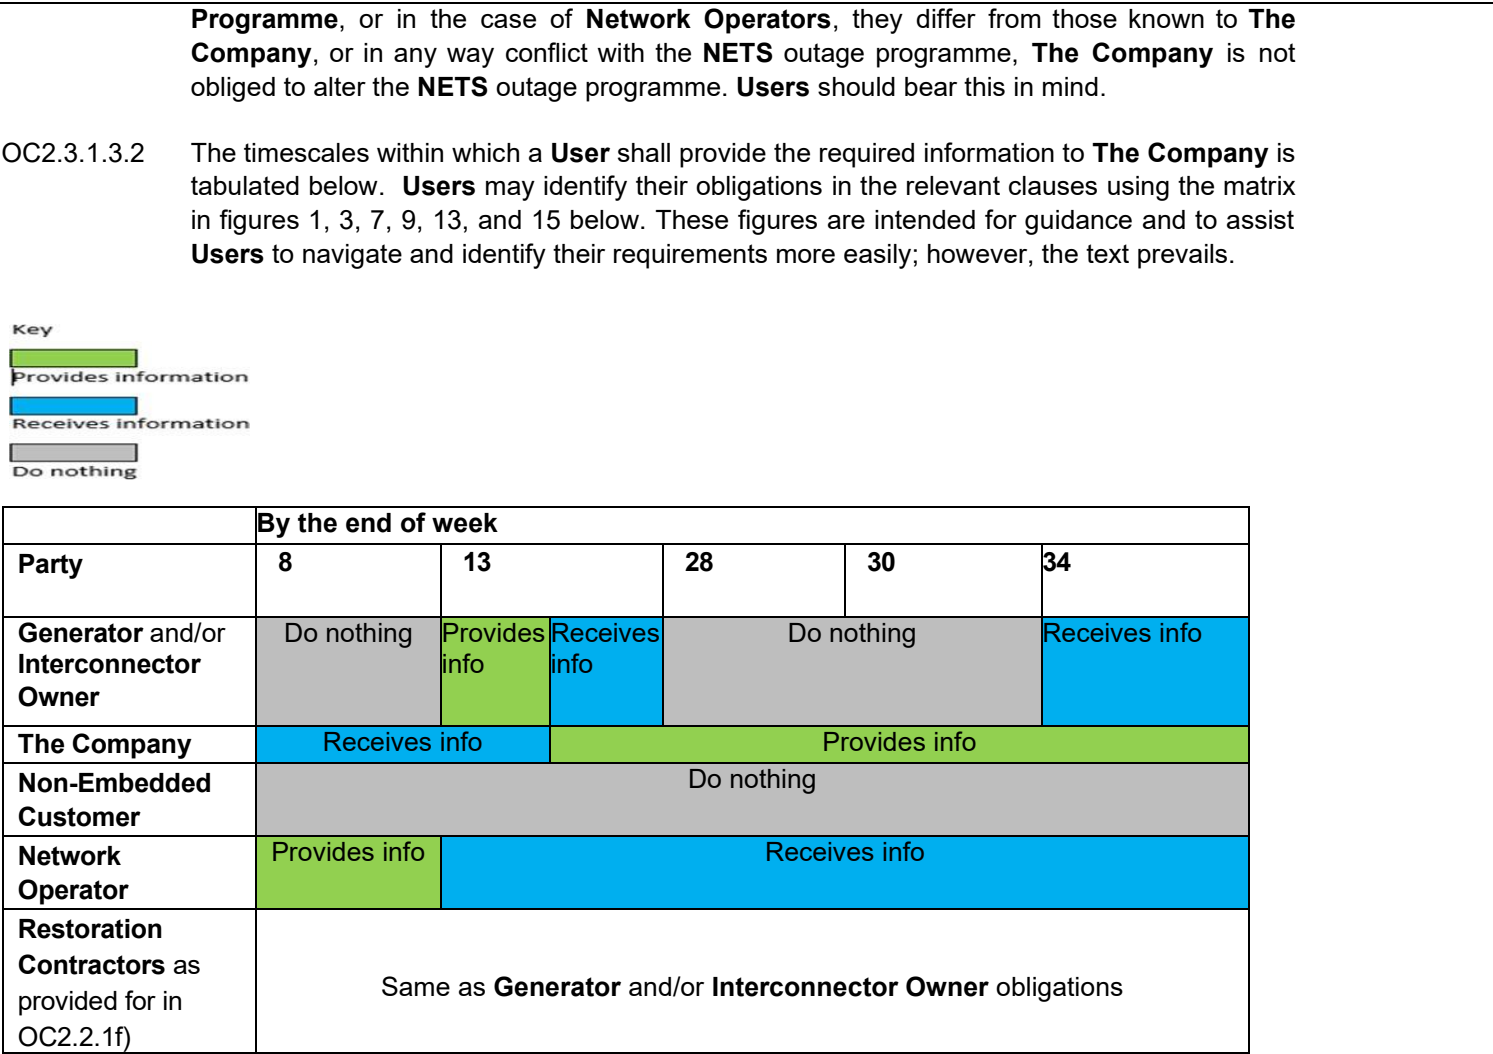 Programme, or in the case of Network Operators, they differ from those known to The
Company, or in any way conflict with the NETS outage programme, The Company is not
obliged to alter the NETS outage programme. Users should bear this in mind.
OC2.3.1.3.2 The timescales within which a User shall provide the required information to The Company is
tabulated below. Users may identify their obligations in the relevant clauses using the matrix
in figures 1, 3, 7, 9, 13, and 15 below. These figures are intended for guidance and to assist
Users to navigate and identify their requirements more easily; however, the text prevails.
Key
Provides information
Receives information
Do nothing
By the end of week
Party 8 13 28 30 34
Generator and/or Do nothing Provides Receives Do nothing Receives info
Interconnector info info
Owner
The Company Receives info Provides info
Non-Embedded Do nothing
Customer
Network Provides info Receives info
Operator
Restoration
Contractors as
Same as Generator and/or Interconnector Owner obligations
provided for in
OC2.2.1f)